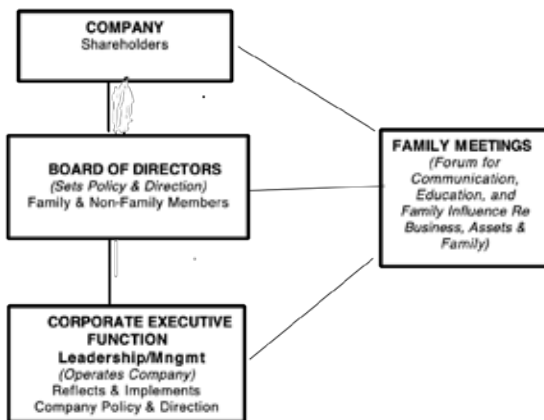 COMPANY
Shareholders
BOARD OF DIRECTORS
(Sets Policy & Direction)
Family & Non-Family Members
FAMILY MEETINGS
(Forum for
Communication,
Education, and
Family Influence Re
Business, Assets &
Family)
CORPORATE EXECUTIVE
FUNCTION
Leadership/Mngmt
(Operates Company)
Reflects & Implements
Company Policy & Direction